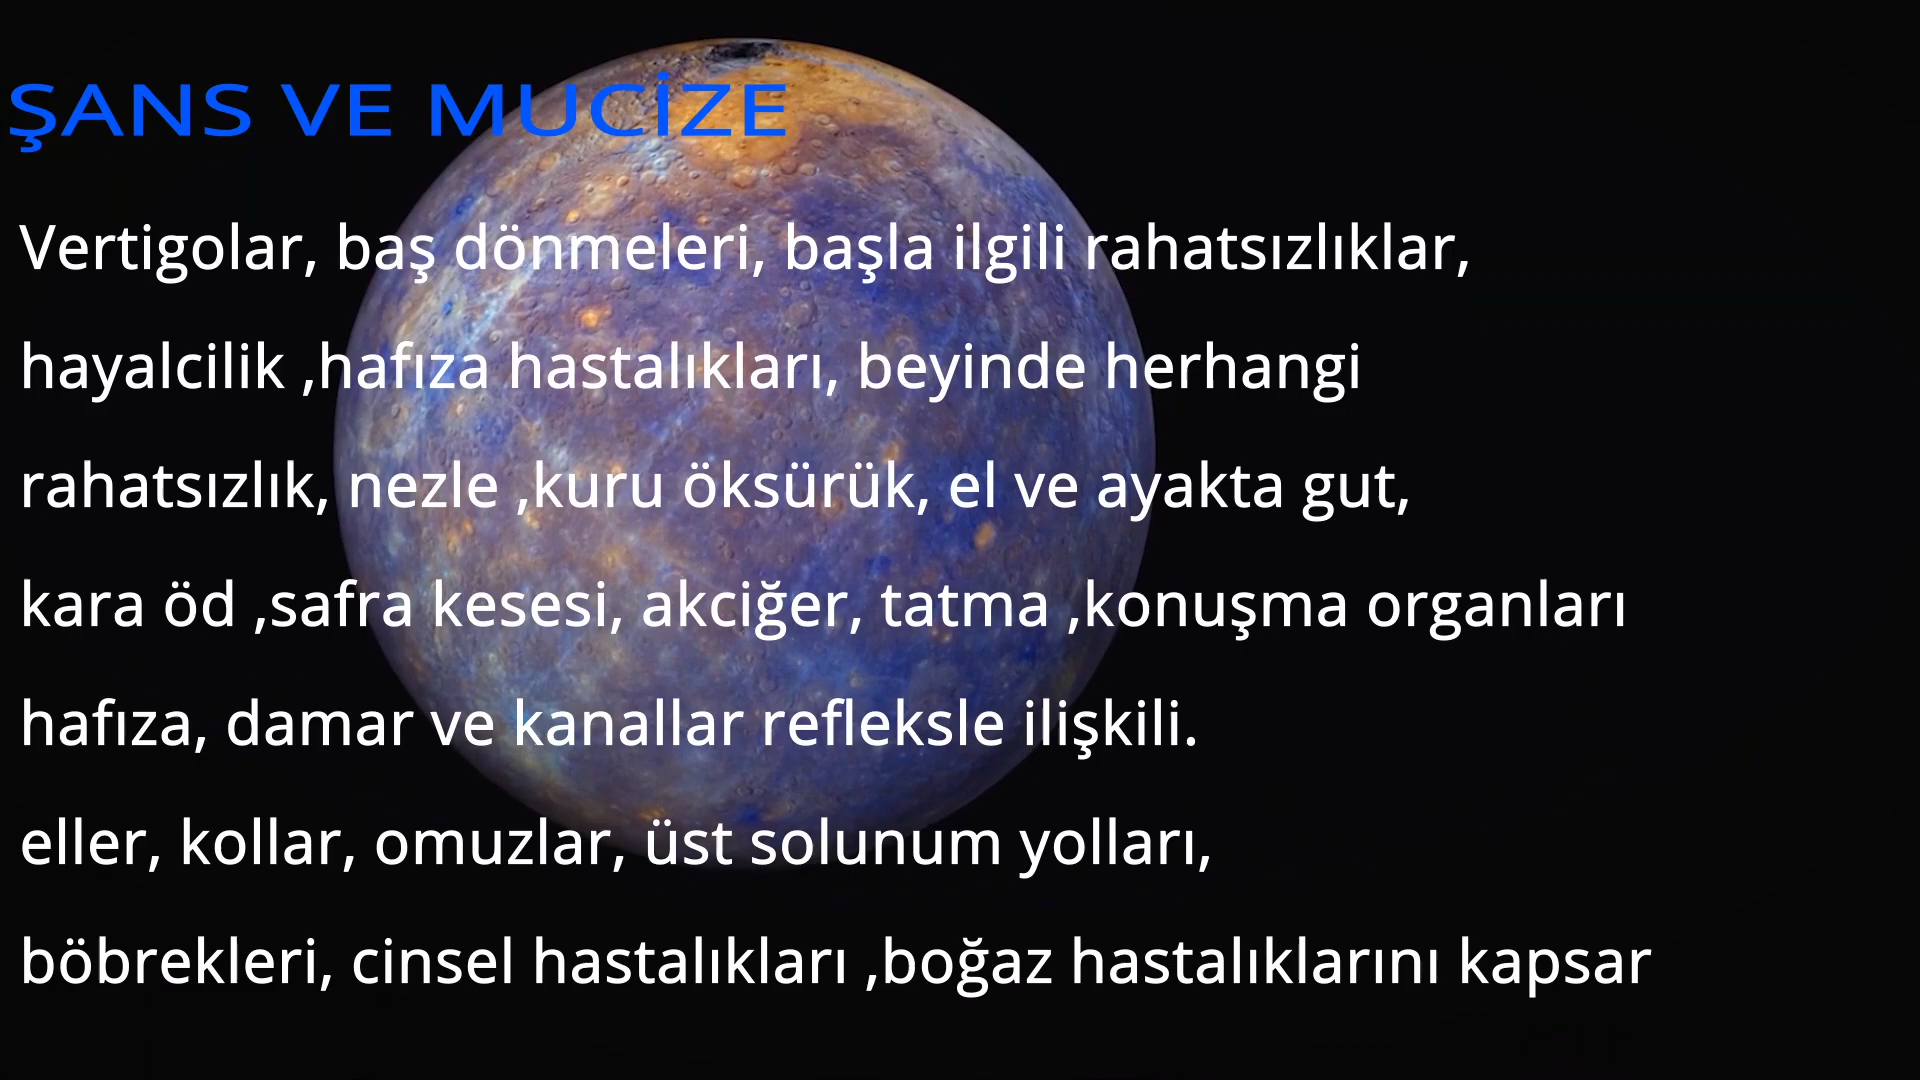 ŞANS VE MUCİZE
Vertigolar, baş dönmeleri, başla ilgili rahatsızlıklar,
hayalcilik ,hafıza hastalıkları, beyinde herhangi
rahatsızlık, nezle ,kuru öksürük, el ve ayakta gut,
kara öd ,safra kesesi, akciğer, tatma ,konuşma organları
hafıza, damar ve kanallar refleksle ilişkili.
eller, kollar, omuzlar, üst solunum yolları,
böbrekleri, cinsel hastalıkları ,boğaz hastalıklarını kapsar